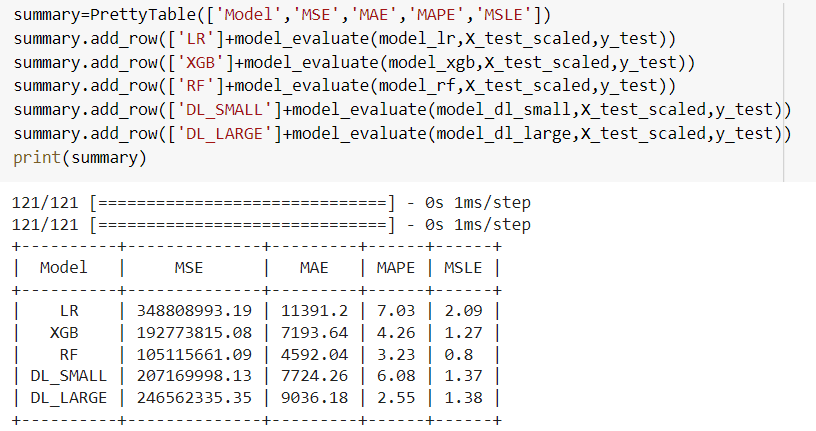 summary=PrettyTable(['Model','MSE','MAE','MAPE','MSLE'])
summary.add_row(['LR']+model_evaluate(model_lr,X_test_scaled,y_test))
summary.add_row(['XGB']+model_evaluate(model_xgb,X_test_scaled,y_test))
summary.add_row(['RF']+model_evaluate(model_rf,X_test_scaled,y_test))
summary.add_row(['DL_SMALL']+model_evaluate(model_dl_small,X_test_scaled,y_test))
summary.add_row(['DL_LARGE']+model_evaluate(model_dl_large,X_test_scaled,y_test))
print(summary)
121/121 [==============================] - 0s 1ms/step
121/121 [==============================] - 0s 1ms/step
+----------+--------------+---------+------+------+
|  Model   |     MSE      |   MAE   | MAPE | MSLE |
+----------+--------------+---------+------+------+
|    LR    | 348808993.19 | 11391.2 | 7.03 | 2.09 |
|   XGB    | 192773815.08 | 7193.64 | 4.26 | 1.27 |
|    RF    | 105115661.09 | 4592.04 | 3.23 | 0.8  |
| DL_SMALL | 207169998.13 | 7724.26 | 6.08 | 1.37 |
| DL_LARGE | 246562335.35 | 9036.18 | 2.55 | 1.38 |
+----------+--------------+---------+------+------+